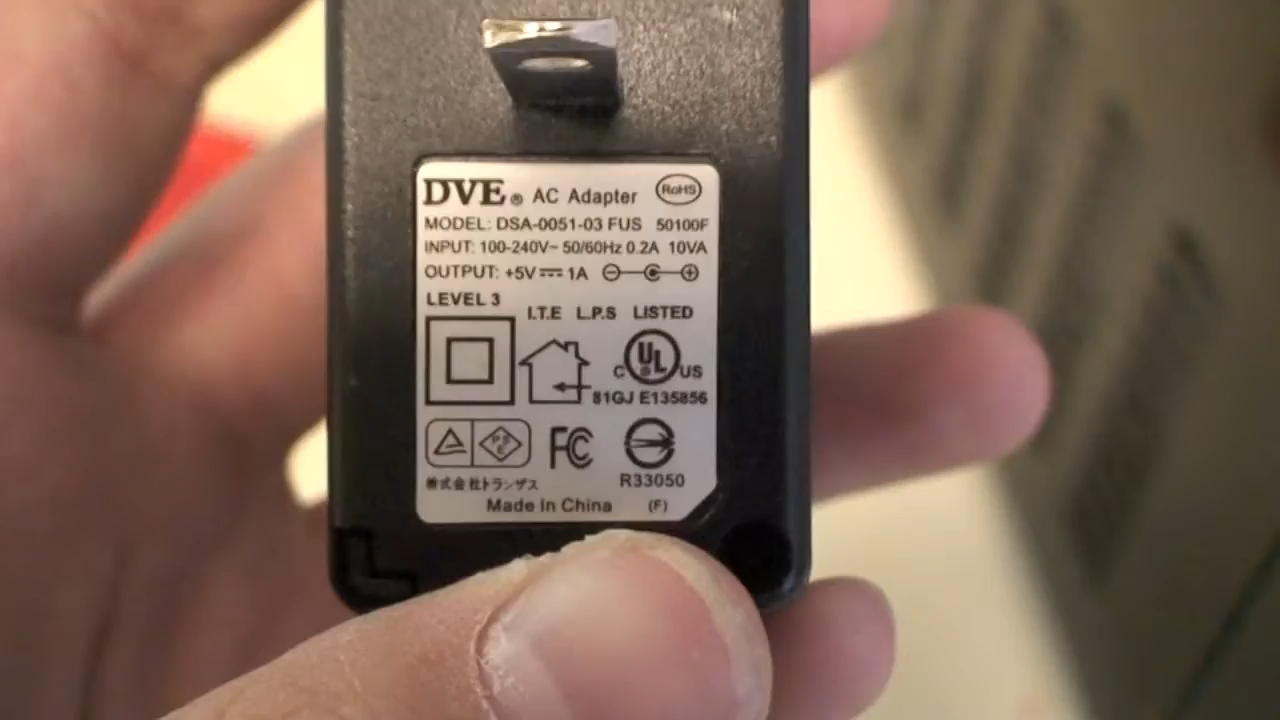 DVE® AC Adapter RoHS
MODEL: DSA-0051-03 FUS 50100F
INPUT: 100-240V~ 50/60Hz 0.2A 10VA
OUTPUT: +5V⎓1A
LEVEL 3
I.T.E L.P.S LISTED
C UL ® US
81GJ E135856
PSE FC R33050
株式会社トランザス
Made In China (F)